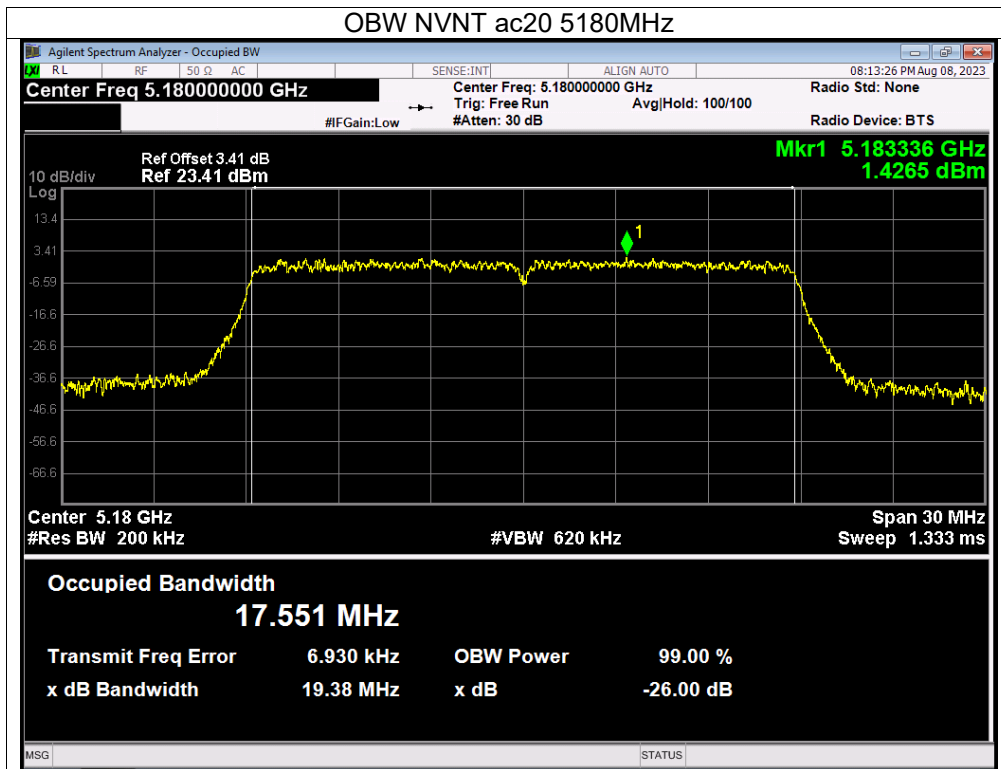 OBW NVNT ac20 5180MHz
Agilent Spectrum Analyzer - Occupied BW
LXI RL RF 50 Ω AC SENSE:INT ALIGN AUTO 08:13:26 PM Aug 08, 2023
Center Freq 5.180000000 GHz Center Freq: 5.180000000 GHz Radio Std: None
Trig: Free Run Avg|Hold: 100/100
#IFGain:Low #Atten: 30 dB Radio Device: BTS
Mkr1 5.183336 GHz
1.4265 dBm
Ref Offset 3.41 dB
10 dB/div Ref 23.41 dBm
Log
13.4
1
3.41
-6.59
-16.6
-26.6
-36.6
-46.6
-56.6
-66.6
Center 5.18 GHz Span 30 MHz
#Res BW 200 kHz #VBW 620 kHz Sweep 1.333 ms
Occupied Bandwidth
17.551 MHz
Transmit Freq Error 6.930 kHz OBW Power 99.00 %
x dB Bandwidth 19.38 MHz x dB -26.00 dB
MSG STATUS